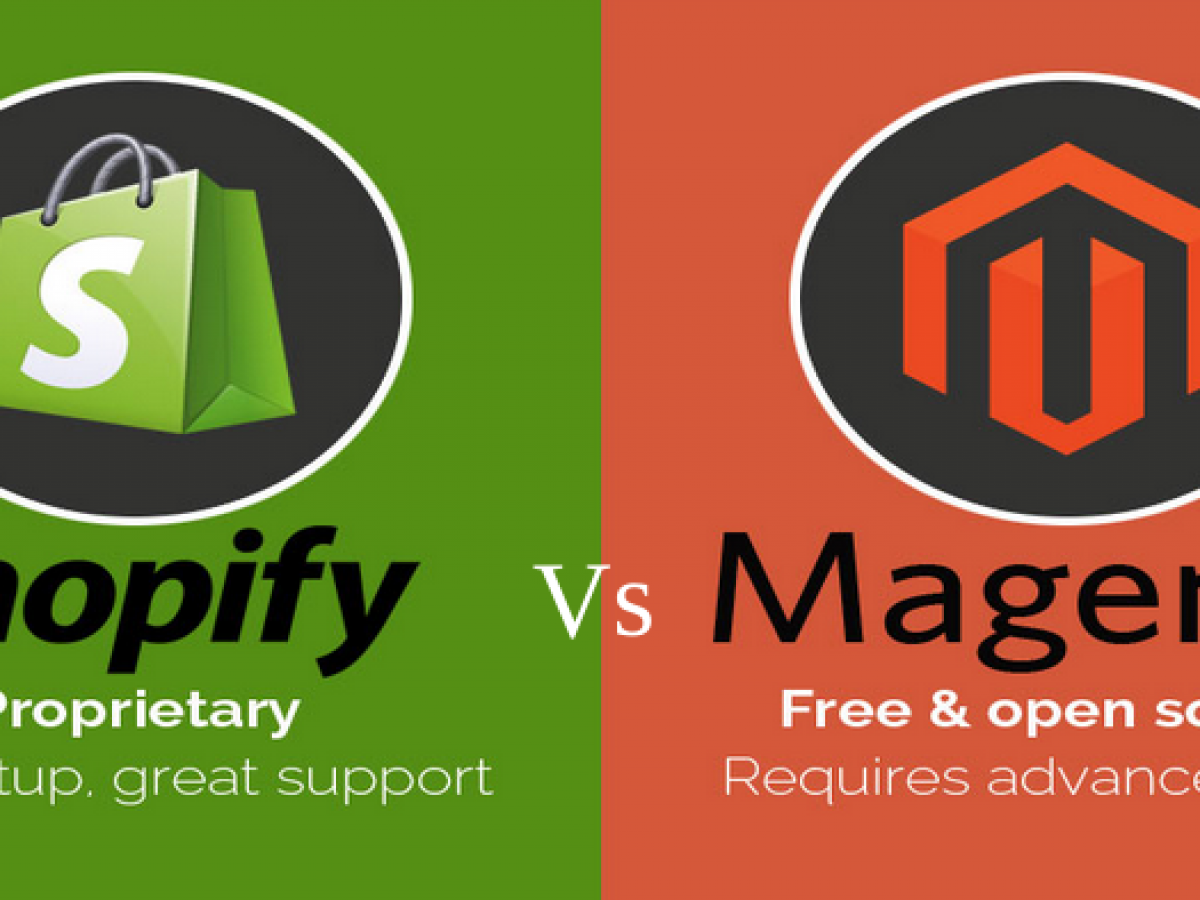 S
hopify
Vs
Magen
Proprietary
tup, great support
Free & open so
Requires advance